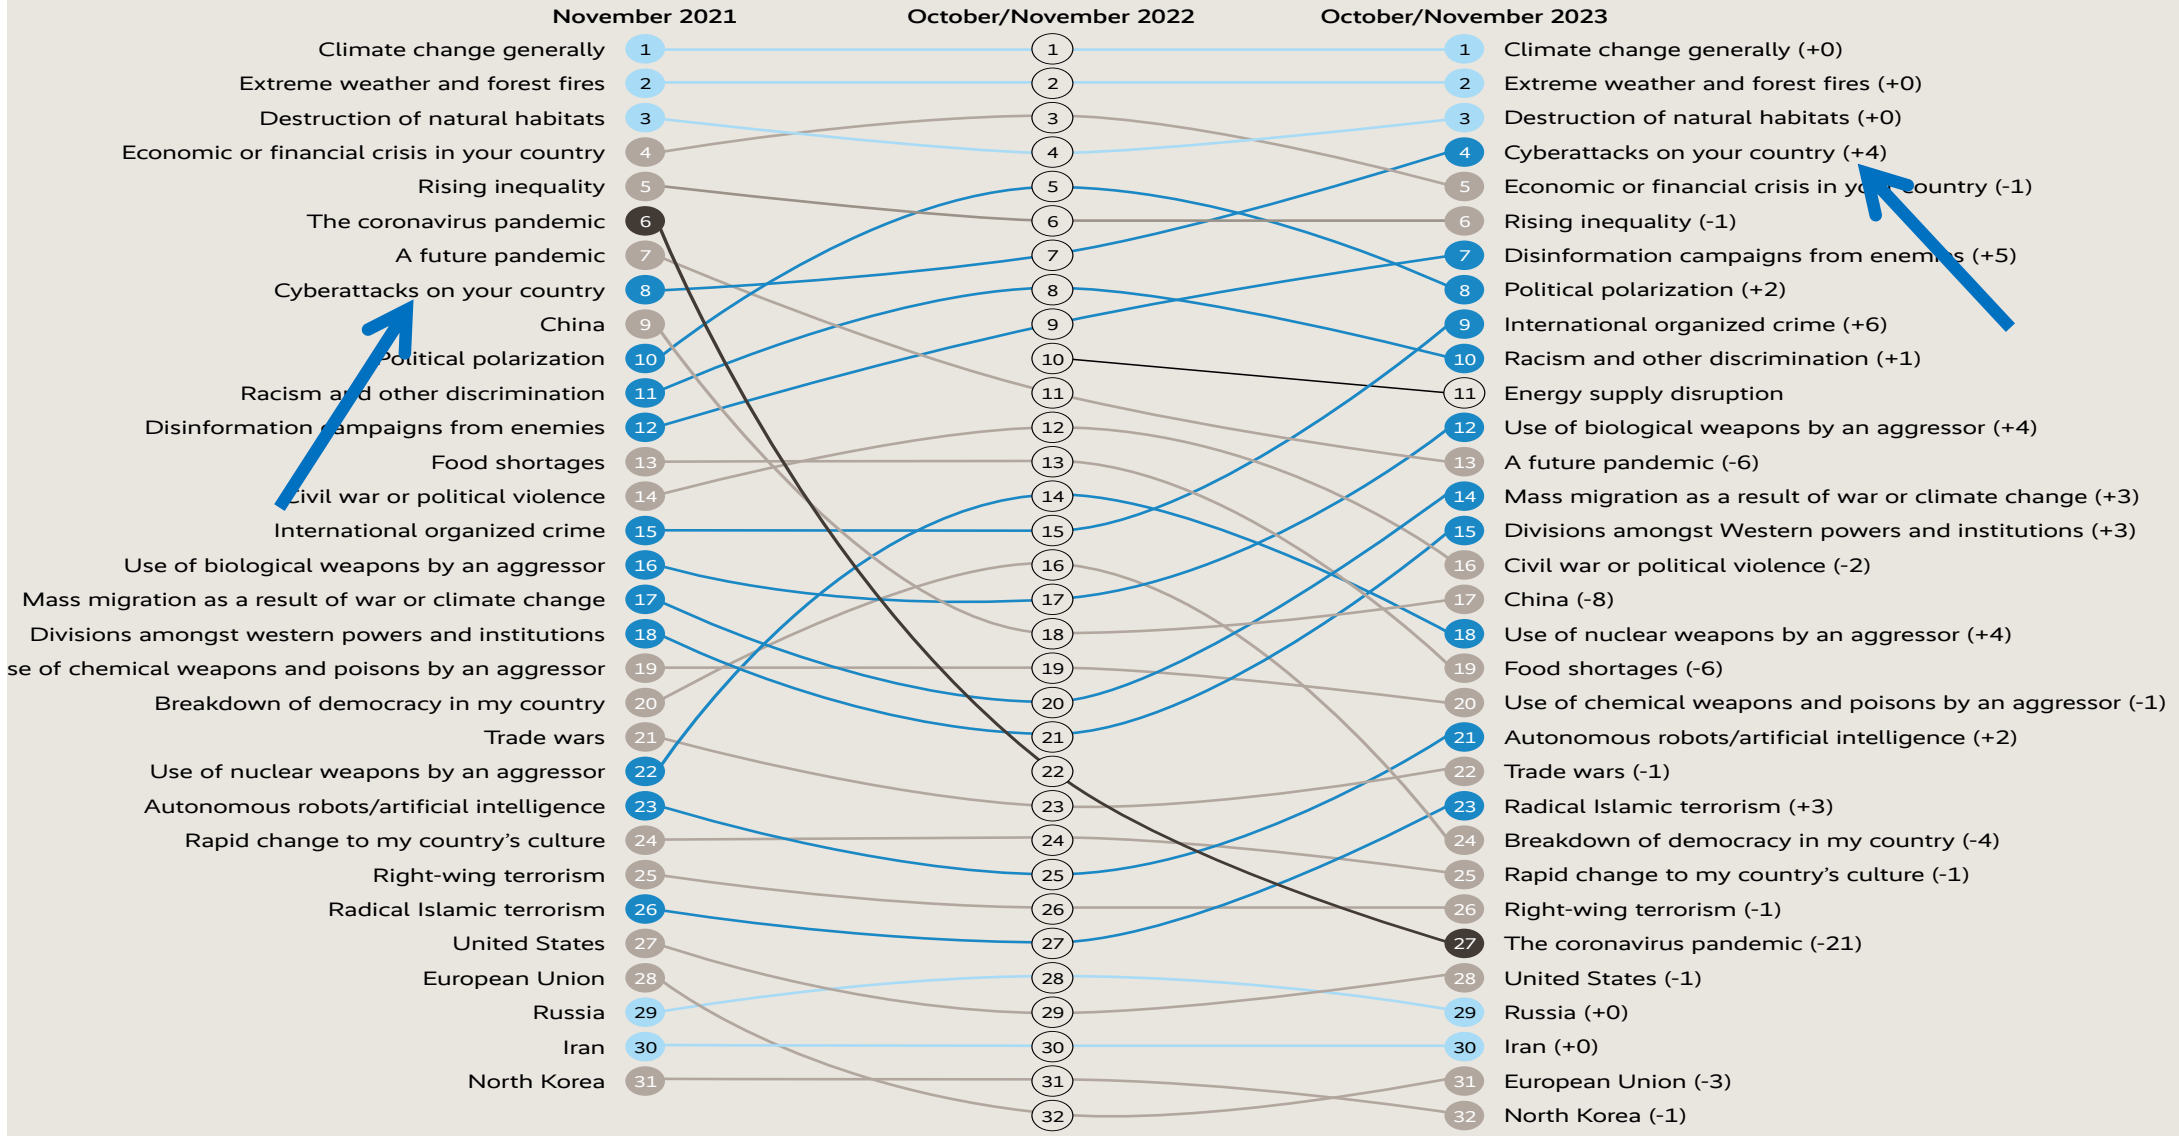 November 2021 October/November 2022 October/November 2023
Climate change generally 1 1 1 Climate change generally (+0)
Extreme weather and forest fires 2 2 2 Extreme weather and forest fires (+0)
Destruction of natural habitats 3 3 3 Destruction of natural habitats (+0)
Economic or financial crisis in your country 4 4 4 Cyberattacks on your country (+4)
Rising inequality 5 5 5 Economic or financial crisis in your country (-1)
The coronavirus pandemic 6 6 6 Rising inequality (-1)
A future pandemic 7 7 7 Disinformation campaigns from enemies (+5)
Cyberattacks on your country 8 8 8 Political polarization (+2)
China 9 9 9 International organized crime (+6)
Political polarization 10 10 10 Racism and other discrimination (+1)
Racism and other discrimination 11 11 11 Energy supply disruption
Disinformation campaigns from enemies 12 12 12 Use of biological weapons by an aggressor (+4)
Food shortages 13 13 13 A future pandemic (-6)
Civil war or political violence 14 14 14 Mass migration as a result of war or climate change (+3)
International organized crime 15 15 15 Divisions amongst Western powers and institutions (+3)
Use of biological weapons by an aggressor 16 16 16 Civil war or political violence (-2)
Mass migration as a result of war or climate change 17 17 17 China (-8)
Divisions amongst western powers and institutions 18 18 18 Use of nuclear weapons by an aggressor (+4)
se of chemical weapons and poisons by an aggressor 19 19 19 Food shortages (-6)
Breakdown of democracy in my country 20 20 20 Use of chemical weapons and poisons by an aggressor (-1)
Trade wars 21 21 21 Autonomous robots/artificial intelligence (+2)
Use of nuclear weapons by an aggressor 22 22 22 Trade wars (-1)
Autonomous robots/artificial intelligence 23 23 23 Radical Islamic terrorism (+3)
Rapid change to my country’s culture 24 24 24 Breakdown of democracy in my country (-4)
Right-wing terrorism 25 25 25 Rapid change to my country’s culture (-1)
Radical Islamic terrorism 26 26 26 Right-wing terrorism (-1)
United States 27 27 27 The coronavirus pandemic (-21)
European Union 28 28 28 United States (-1)
Russia 29 29 29 Russia (+0)
Iran 30 30 30 Iran (+0)
North Korea 31 31 31 European Union (-3)
32 32 North Korea (-1)